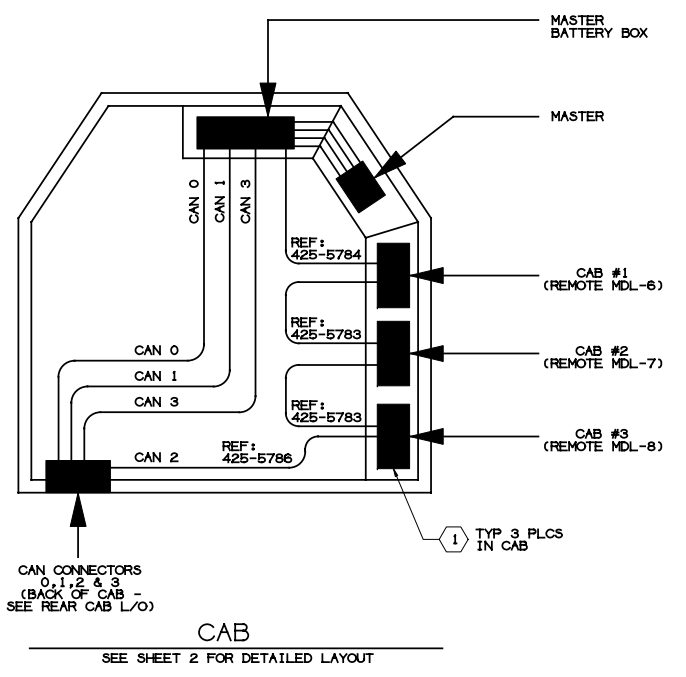 MASTER
BATTERY BOX
MASTER
CAN 0
CAN 1
CAN 3
REF:
425-5784
CAB #1
(REMOTE MDL-6)
REF:
425-5783
CAB #2
(REMOTE MDL-7)
CAN 0
CAN 1
CAN 3
REF:
425-5783
CAB #3
(REMOTE MDL-8)
CAN 2
REF:
425-5786
1
TYP 3 PLCS
IN CAB
CAN CONNECTORS
0,1,2 & 3
(BACK OF CAB -
SEE REAR CAB L/O)
CAB
SEE SHEET 2 FOR DETAILED LAYOUT